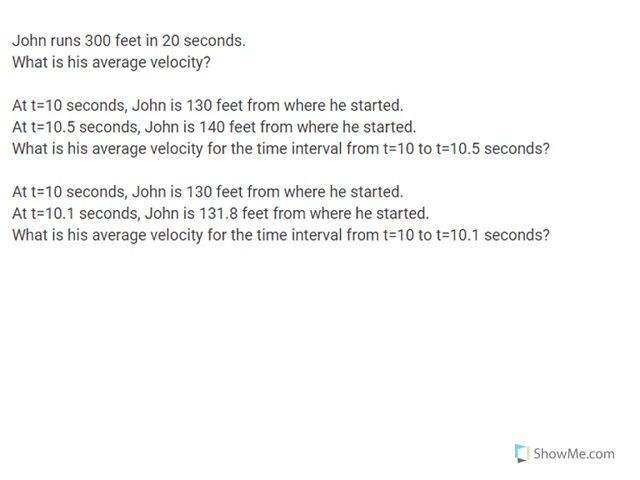 John runs 300 feet in 20 seconds.
What is his average velocity?
At t=10 seconds, John is 130 feet from where he started.
At t=10.5 seconds, John is 140 feet from where he started.
What is his average velocity for the time interval from t=10 to t=10.5 seconds?
At t=10 seconds, John is 130 feet from where he started.
At t=10.1 seconds, John is 131.8 feet from where he started.
What is his average velocity for the time interval from t=10 to t=10.1 seconds?
ShowMe.com